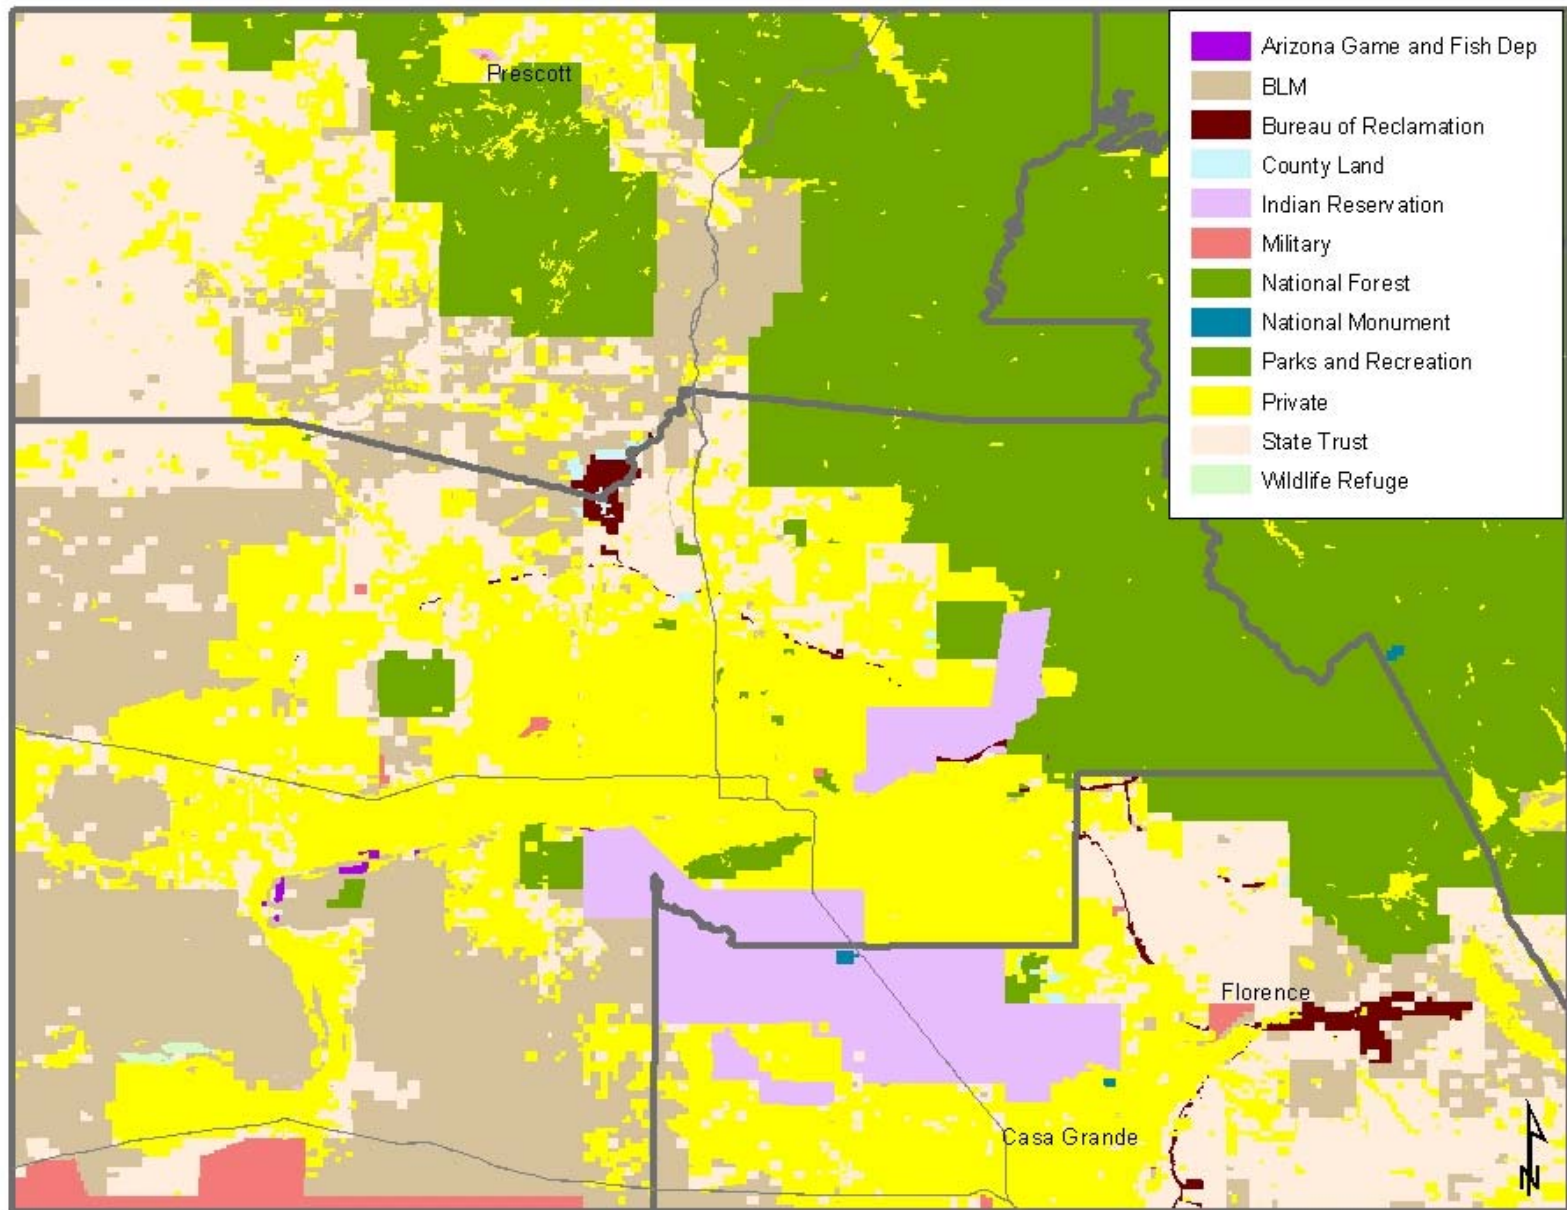 Arizona Game and Fish Dep
BLM
Bureau of Reclamation
County Land
Indian Reservation
Military
National Forest
National Monument
Parks and Recreation
Private
State Trust
Wildlife Refuge
Prescott
Florence
Casa Grande
N